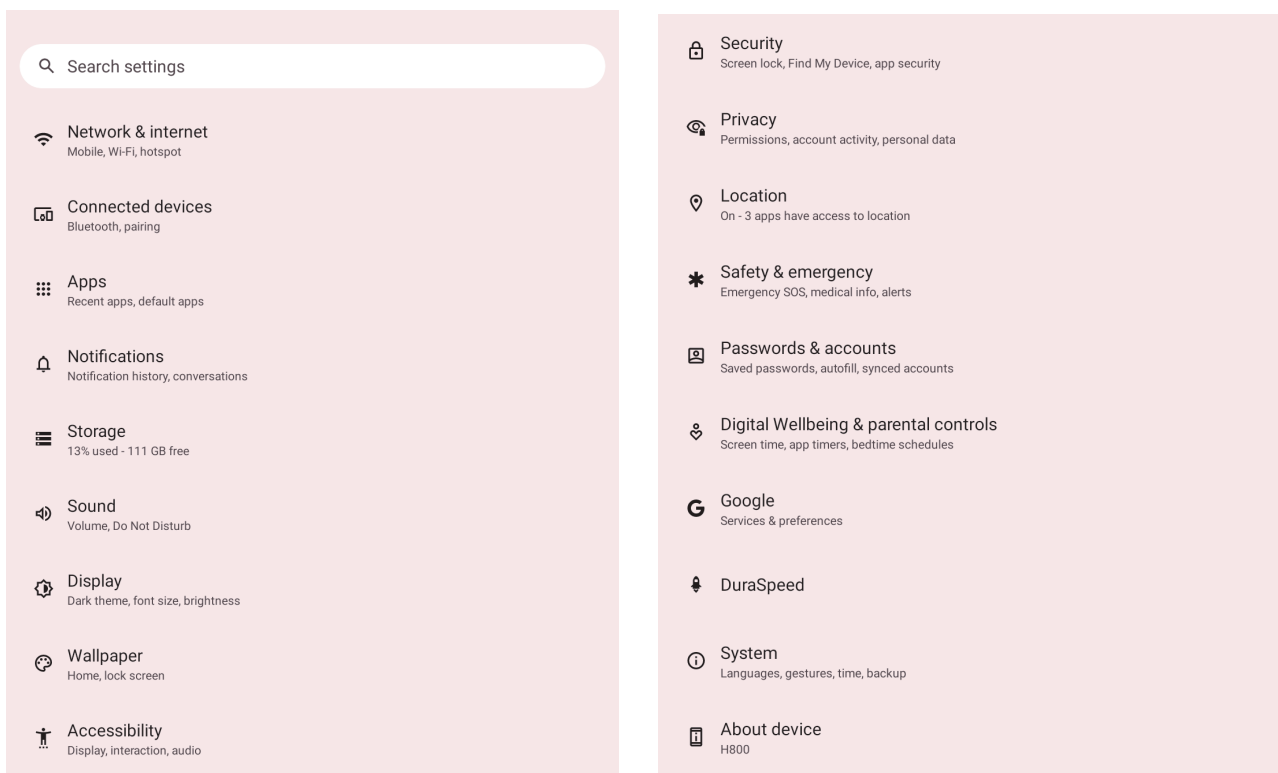 Search settings
Network & internet
Mobile, Wi-Fi, hotspot
Connected devices
Bluetooth, pairing
Apps
Recent apps, default apps
Notifications
Notification history, conversations
Storage
13% used - 111 GB free
Sound
Volume, Do Not Disturb
Display
Dark theme, font size, brightness
Wallpaper
Home, lock screen
Accessibility
Display, interaction, audio
Security
Screen lock, Find My Device, app security
Privacy
Permissions, account activity, personal data
Location
On - 3 apps have access to location
Safety & emergency
Emergency SOS, medical info, alerts
Passwords & accounts
Saved passwords, autofill, synced accounts
Digital Wellbeing & parental controls
Screen time, app timers, bedtime schedules
Google
Services & preferences
DuraSpeed
System
Languages, gestures, time, backup
About device
H800